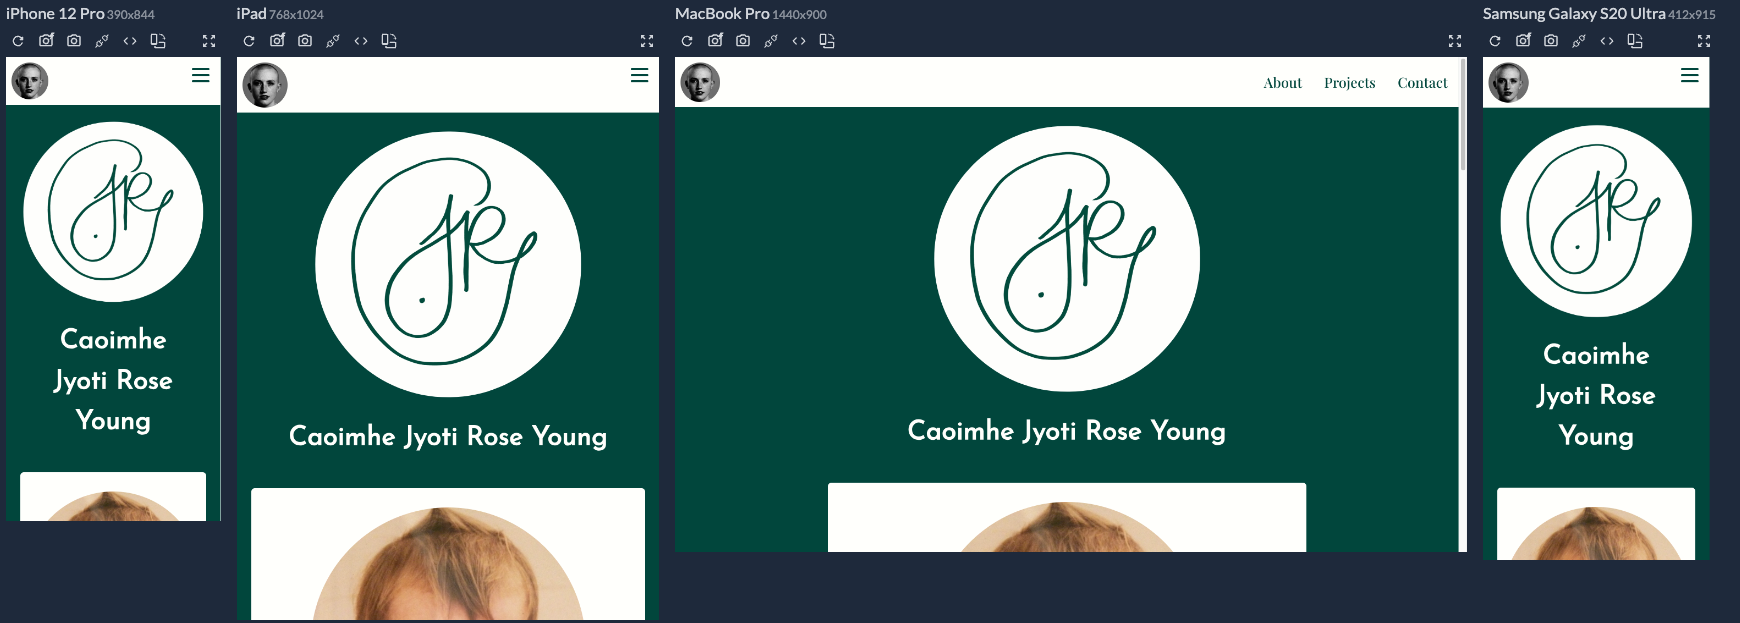 iPhone 12 Pro 390x844
iPad 768x1024
MacBook Pro 1440x900
Samsung Galaxy S20 Ultra 412x915
About Projects Contact
Caoimhe
Jyoti Rose
Young
Caoimhe Jyoti Rose Young
Caoimhe Jyoti Rose Young
Caoimhe
Jyoti Rose
Young